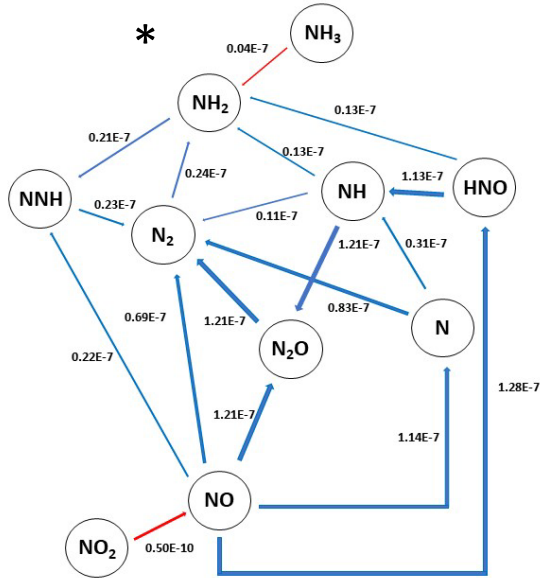 *
NH₃
0.04E-7
NH₂
0.13E-7
0.21E-7
0.13E-7
0.24E-7
1.13E-7
NNH
NH
HNO
0.23E-7
0.11E-7
N₂
1.21E-7
0.31E-7
0.83E-7
0.69E-7
1.21E-7
N
N₂O
0.22E-7
1.28E-7
1.21E-7
1.14E-7
NO
NO₂
0.50E-10